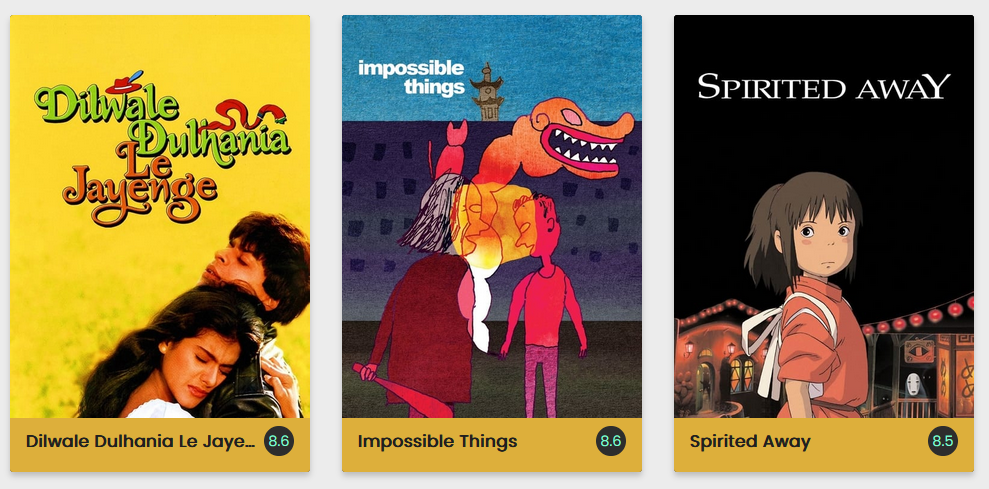 Dilwale
Dulhania
Le
Jayenge
Dilwale Dulhania Le Jaye... 8.6
impossible
things
Impossible Things 8.6
SPIRITED AWAY
Spirited Away 8.5